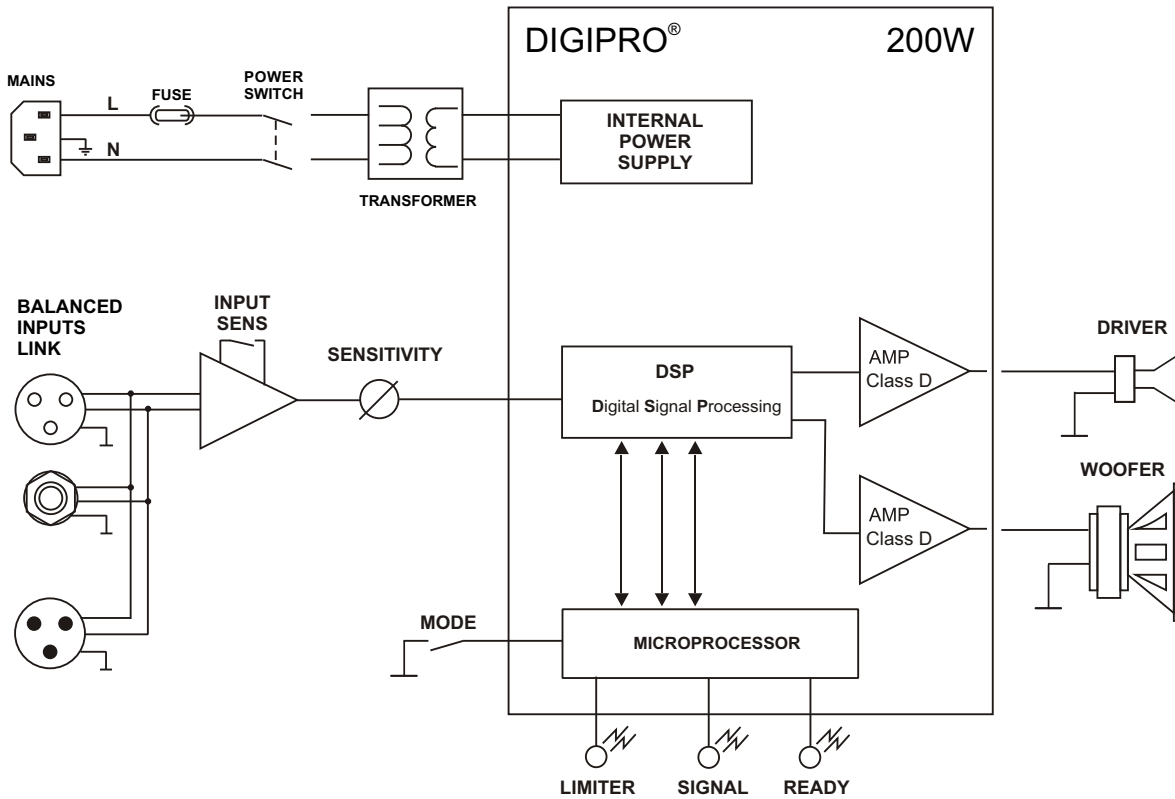 DIGIPRO® 200W
MAINS
L
FUSE
POWER
SWITCH
N
TRANSFORMER
INTERNAL
POWER
SUPPLY
BALANCED
INPUTS
LINK
INPUT
SENS
SENSITIVITY
DSP
Digital Signal Processing
AMP
Class D
DRIVER
AMP
Class D
WOOFER
MODE
MICROPROCESSOR
LIMITER
SIGNAL
READY